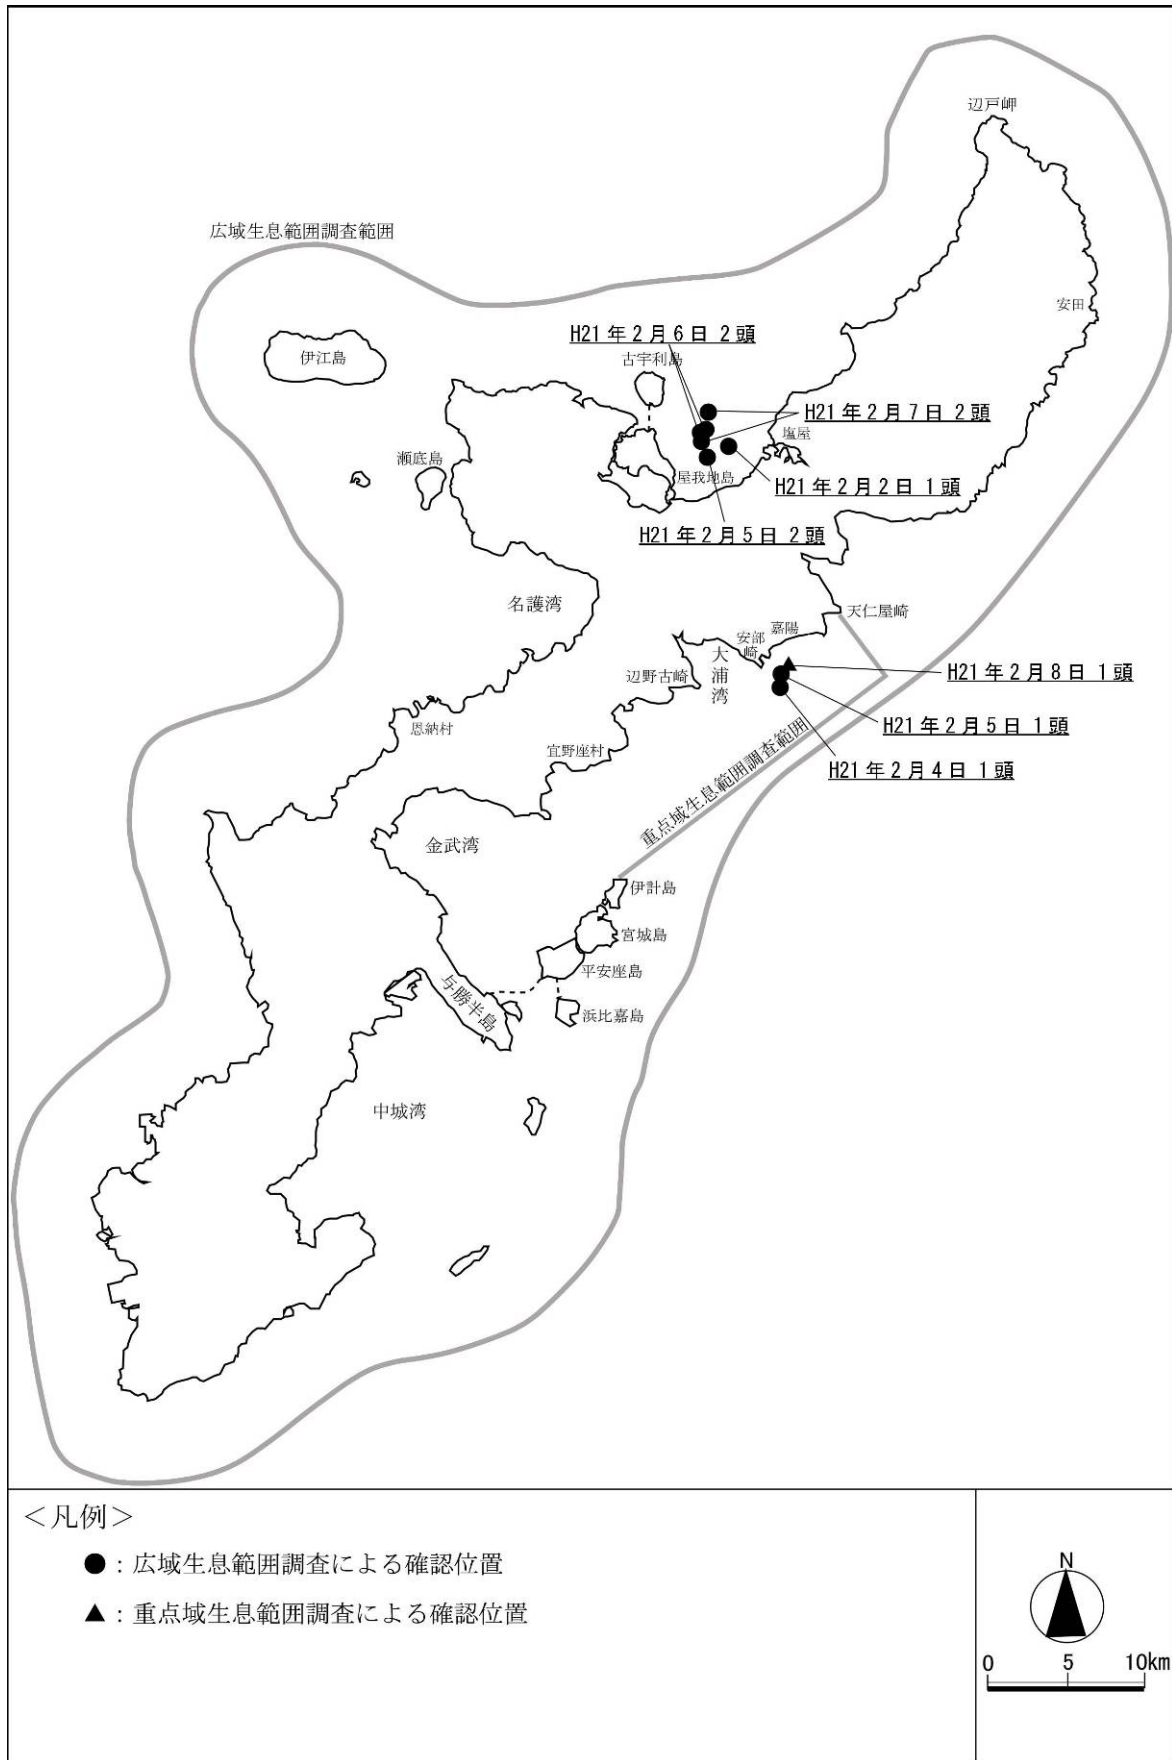 辺戸岬
広域生息範囲調査範囲
安田
H21年2月6日 2頭
伊江島
古宇利島
H21年2月7日 2頭
塩屋
瀬底島
屋我地島
H21年2月2日 1頭
H21年2月5日 2頭
名護湾
天仁屋崎
嘉陽
安部崎
大浦湾
辺野古崎
H21年2月8日 1頭
H21年2月5日 1頭
恩納村
宜野座村
H21年2月4日 1頭
重点域生息範囲調査範囲
金武湾
伊計島
宮城島
平安座島
与勝半島
浜比嘉島
中城湾
＜凡例＞
●：広域生息範囲調査による確認位置
▲：重点域生息範囲調査による確認位置
N
0 5 10km